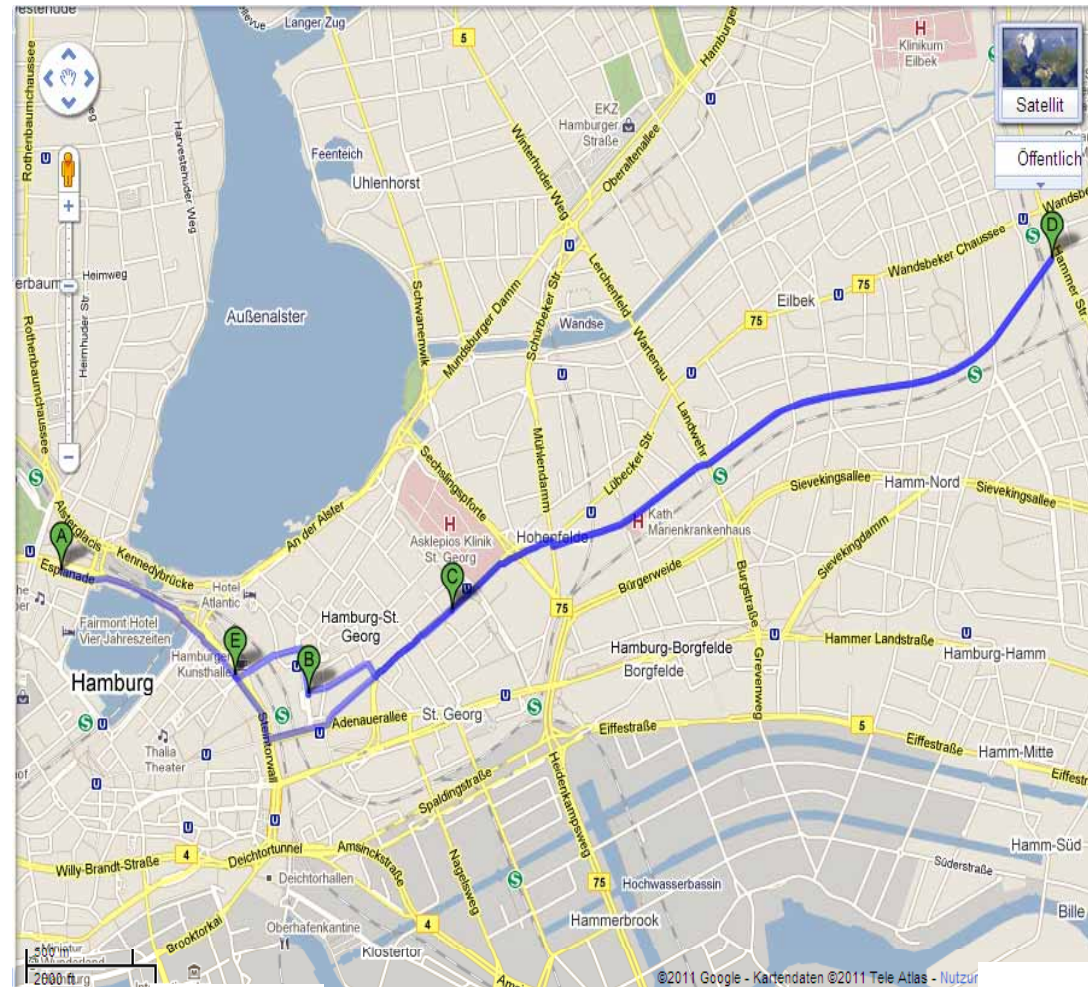 Langer Zug
5
Hamburger
H
Klinikum
Eilbek
Satellit
Öffentlich
Rothenbaumchaussee
Harvestehuder Weg
Feenteich
Uhlenhorst
EKZ
Hamburger
Straße
Winterhuder Weg
Oberaltenallee
Wandsbeker Chaussee
D
Hammer Str.
Heimweg
Heimhuder Str.
Außenalster
Schwanenwik
Mundsburger Damm
Schürbeker Str.
Lerchenfeld
Wartenau
Wandse
Eilbek
75
75
Rothenbaumchaussee
Landwehr
Mühlendamm
Lübecker Str.
Sechslingspforte
Sievekingsallee
Hamm-Nord
Sievekingsallee
Sievekingdamm
Alsterglacis
Kennedybrücke
An der Alster
H
Asklepios Klinik
St. Georg
Hohenfelde
H
Kath
Marienkrankenhaus
A
Esplanade
Hotel
Atlantic
C
Bürgerweide
Burgstraße
75
Fairmont Hotel
Vier Jahreszeiten
Hamburg-St.
Georg
E
B
Hamburger
Kunsthalle
Hamburg
Hamburg-Borgfelde
Borgfelde
Hammer Landstraße
Hamburg-Hamm
Grevenweg
Adenauerallee
St. Georg
Steintorwall
Thalia
Theater
Eiffestraße
5
Eiffestraße
Hamm-Mitte
Spaldingstraße
Heidenkampsweg
Willy-Brandt-Straße
4
Deichtortunnel
Amsinckstraße
Deichtorhallen
Nagelsweg
75
Hochwasserbassin
Süderstraße
Hamm-Süd
Brooktorkai
Oberhafenkantine
4
Hammerbrook
Bille
Klostertor
500 m
2000 ft
©2011 Google - Kartendaten ©2011 Tele Atlas -